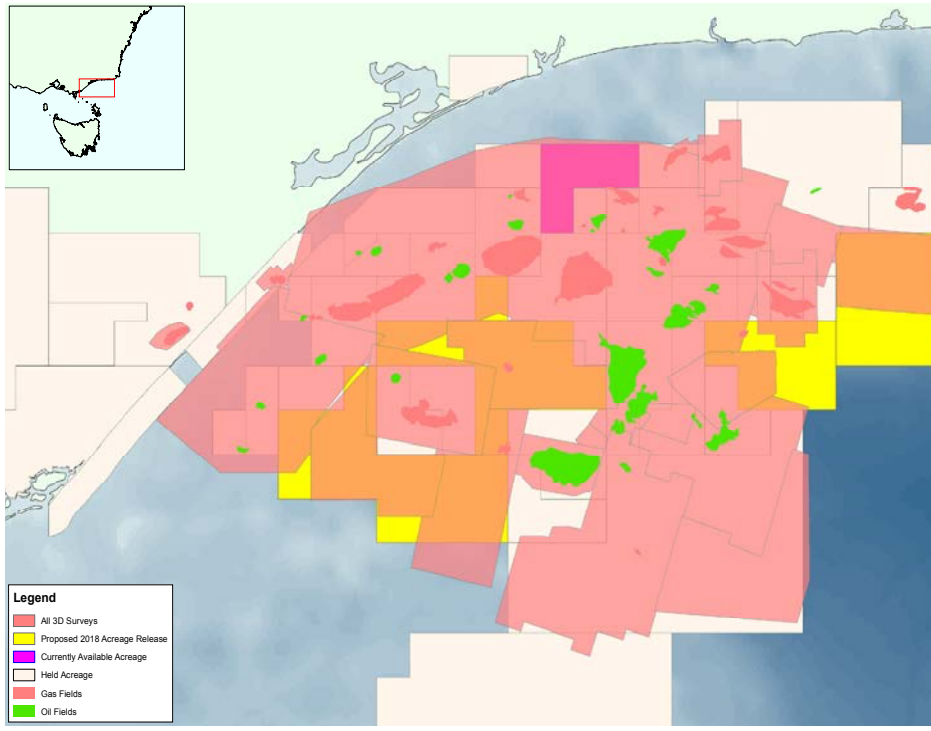 Legend
All 3D Surveys
Proposed 2018 Acreage Release
Currently Available Acreage
Held Acreage
Gas Fields
Oil Fields